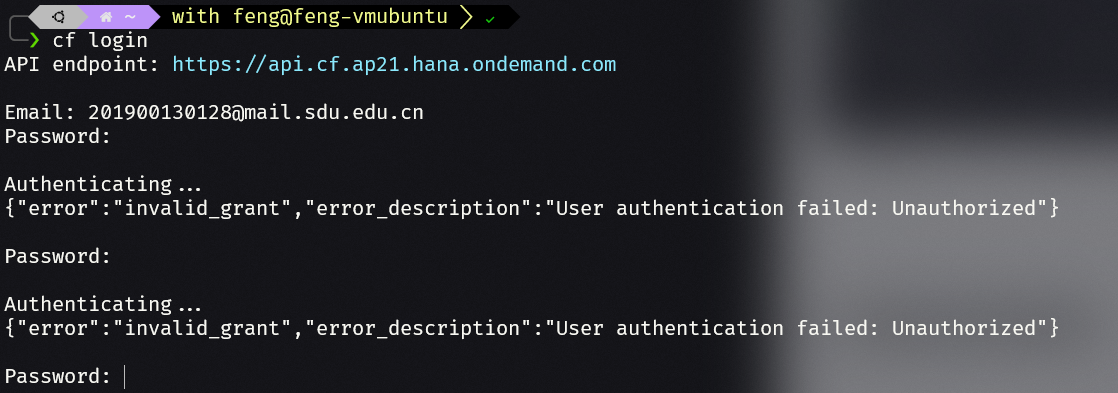 ~ with feng@feng-vmubuntu ✓
❯ cf login
API endpoint: https://api.cf.ap21.hana.ondemand.com
Email: 201900130128@mail.sdu.edu.cn
Password:
Authenticating...
{"error":"invalid_grant","error_description":"User authentication failed: Unauthorized"}
Password:
Authenticating...
{"error":"invalid_grant","error_description":"User authentication failed: Unauthorized"}
Password: